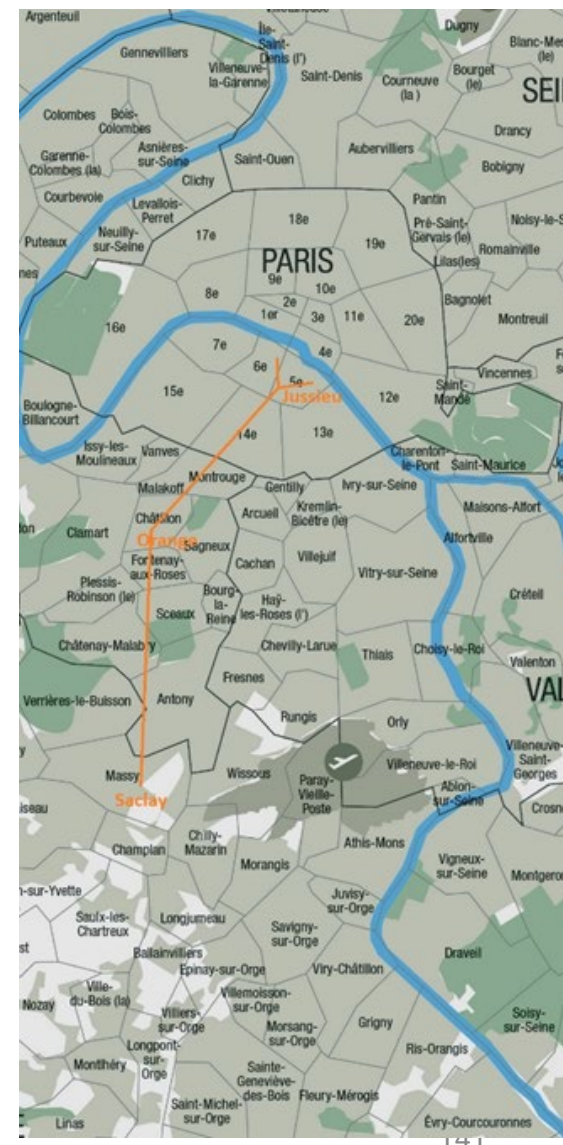 Argenteuil
Île-
Saint-
Denis (l')
Dugny
Gennevilliers
Villeneuve-
la-Garenne
Saint-Denis
Courneuve
(la )
Bourget
(le)
Blanc-Mes
(le)
SEI
Colombes
Bois-
Colombes
Drancy
Garenne-
Colombes (la)
Asnières-
sur-Seine
Saint-Ouen
Aubervilliers
Bobigny
Clichy
Courbevoie
Levallois-
Perret
Pantin
Pré-Saint-
Gervais (le)
Noisy-le-S
Puteaux
Neuilly-
sur-Seine
17e
18e
19e
Romainville
Lilas(les)
PARIS
nes
8e
9e
10e
2e
Bagnolet
16e
1er
3e
11e
20e
Montreuil
7e
4e
6e
5e
Vincennes
Saint-
Mandé
15e
Jussieu
12e
Boulogne-
Billancourt
14e
13e
Issy-les-
Moulineaux
Vanves
Charenton-
le-Pont
Saint-Maurice
Malakoff
Montrouge
Gentilly
Ivry-sur-Seine
Maisons-Alfort
Châtillon
Arcueil
Kremlin-
Bicêtre (le)
Clamart
Orange
Bagneux
Alfortville
Fontenay-
aux-Roses
Cachan
Villejuif
Vitry-sur-Seine
Plessis-
Robinson (le)
Bourg-
la-
Reine
Haÿ-
les-Roses (l')
Créteil
Sceaux
Châtenay-Malabry
Chevilly-Larue
Thiais
Choisy-le-Roi
Valenton
Fresnes
VAL
Verrières-le-Buisson
Antony
Rungis
Orly
Villeneuve-
Saint-
Georges
Massy
Wissous
Paray-
Vieille-
Poste
Villeneuve-le-Roi
Ablon-
sur-Seine
Saclay
iseau
Crosn
Champlan
Chilly-
Mazarin
Athis-Mons
Morangis
Vigneux-
sur-Seine
Montgero
n-sur-Yvette
Juvisy-
sur-Orge
Saulx-les-
Chartreux
Longjumeau
Savigny-
sur-Orge
st
Ballainvilliers
Draveil
Epinay-sur-Orge
Viry-Châtillon
Ville-
du-Bois (la)
Nozay
Villemoisson-
sur-Orge
Villiers-
sur-Orge
Morsang-
sur-Orge
Grigny
Soisy-
sur-Seine
Longpont-
sur-
Orge
Ris-Orangis
Montlhéry
Sainte-
Geneviève-
des-Bois
Fleury-Mérogis
Saint-Michel-
sur-Orge
Linas
Évry-Courcouronnes